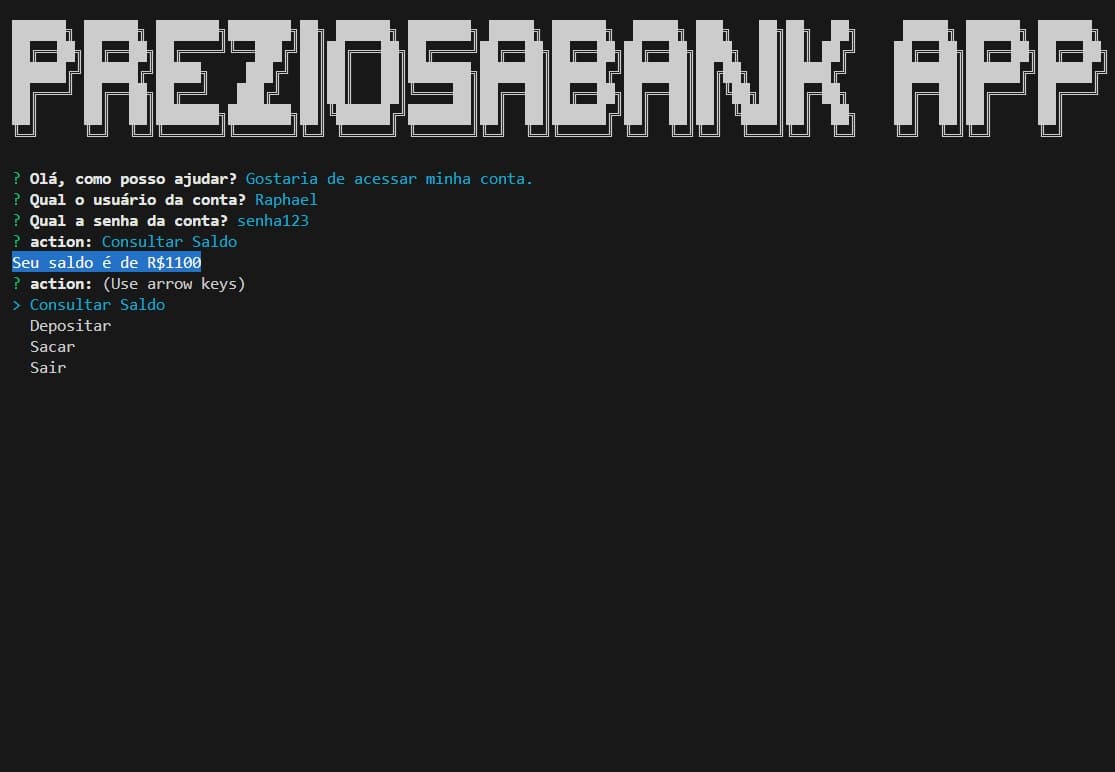 PREZIOSABANK APP
? Olá, como posso ajudar? Gostaria de acessar minha conta.
? Qual o usuário da conta? Raphael
? Qual a senha da conta? senha123
? action: Consultar Saldo
Seu saldo é de R$1100
? action: (Use arrow keys)
> Consultar Saldo
Depositar
Sacar
Sair